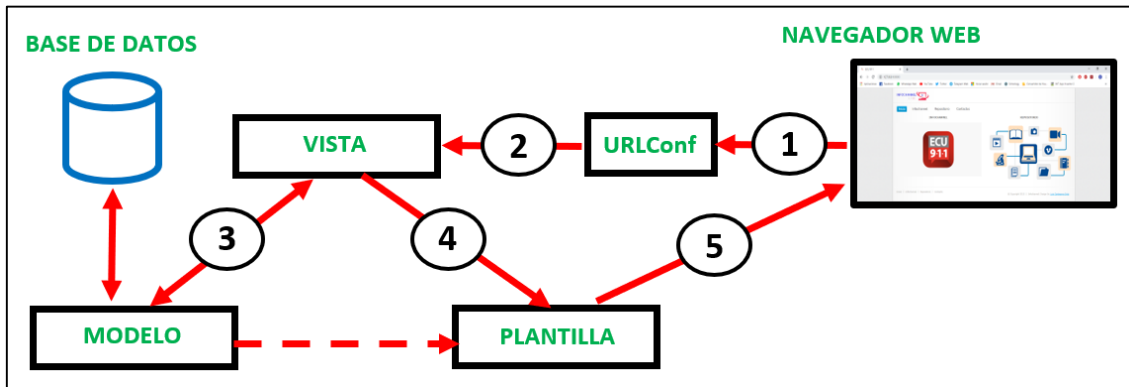 BASE DE DATOS
NAVEGADOR WEB
VISTA
2
URLConf
1
ECU
911
3
4
5
MODELO
PLANTILLA